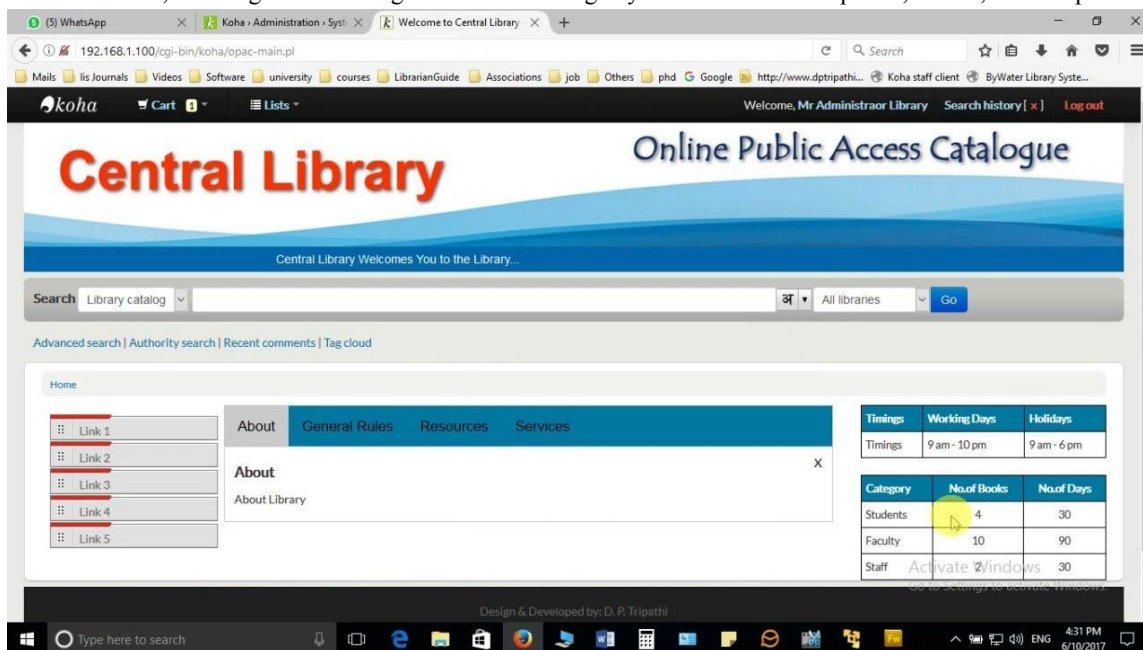 (5) WhatsApp
Koha › Administration › Syst
Welcome to Central Library
192.168.1.100/cgi-bin/koha/opac-main.pl
Search
Mails lis Journals Videos Software university courses LibrarianGuide Associations job Others phd Google http://www.dptripathi... Koha staff client ByWater Library Syste...
koha Cart 1 Lists Welcome, Mr Administraor Library Search history [ x ] Log out
Central Library
Online Public Access Catalogue
Central Library Welcomes You to the Library...
Search Library catalog अ All libraries Go
Advanced search | Authority search | Recent comments | Tag cloud
Home
Link 1
Link 2
Link 3
Link 4
Link 5
About General Rules Resources Services
About x
About Library
Timings Working Days Holidays
Timings 9 am - 10 pm 9 am - 6 pm
Category No.of Books No.of Days
Students 4 30
Faculty 10 90
Staff 2 30
Activate Windows
Go to Settings to activate Windows.
Design & Developed by: D. P. Tripathi
Type here to search
Fw
ENG
4:31 PM
6/10/2017